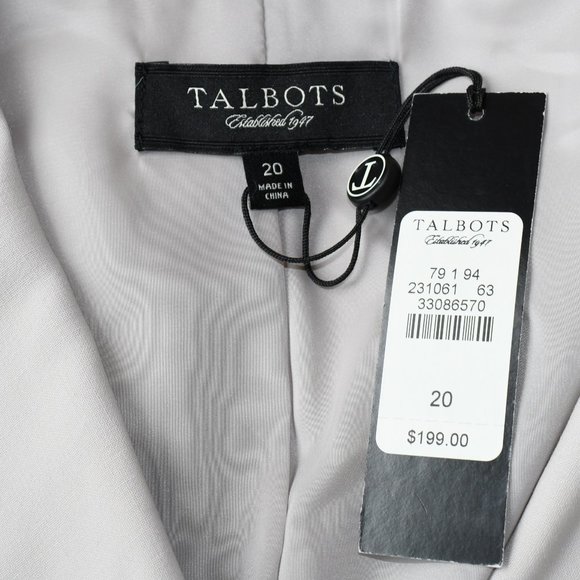 TALBOTS
Established 1947
20
MADE IN
CHINA
T
TALBOTS
Established 1947
79 1 94
231061 63
33086570
20
$199.00